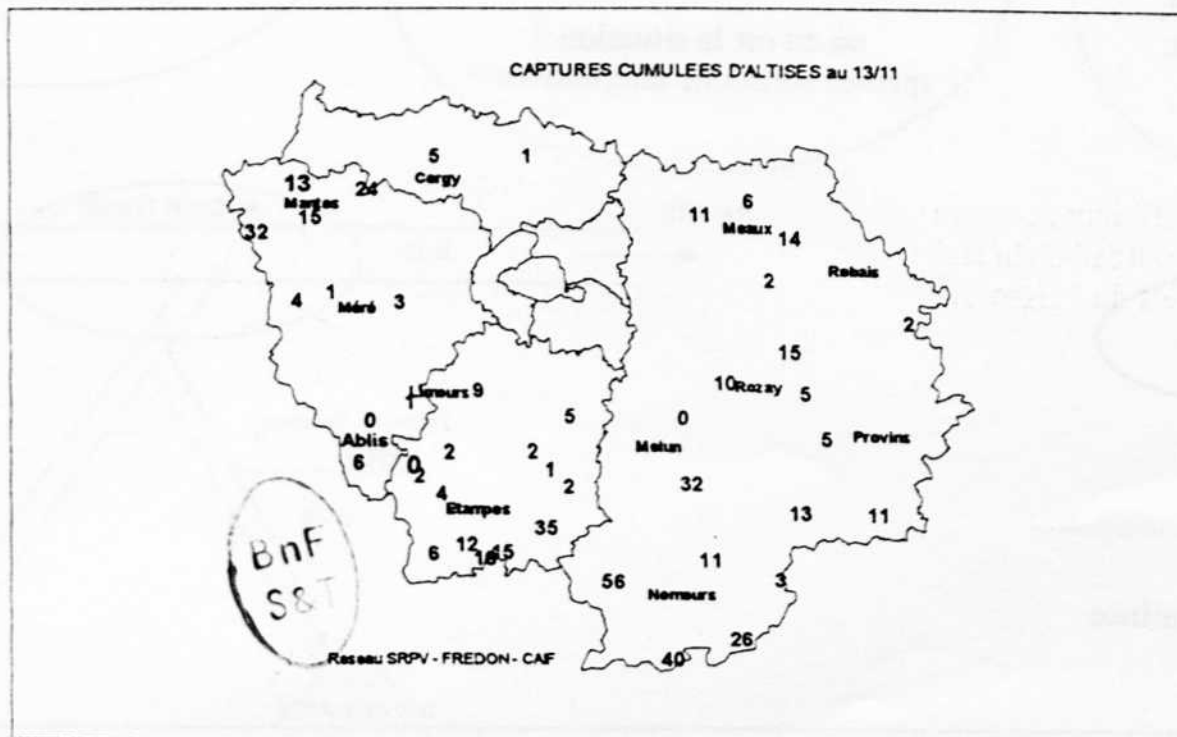 CAPTURES CUMULEES D'ALTISES au 13/11
5
1
Cergy
13
24
Mantes
15
32
6
11
Meaux
14
Rebais
2
4
1
Méré
3
2
15
10 Rozay
5
Limours 9
1
0
5
0
Ablis
Melun
5
Provins
6
0
2
2
2
1
4
2
32
Etampes
35
13
11
6
12
15
11
56
Nemours
3
26
40
Reseau SRPV - FREDON - CAIF
BnF
S&T